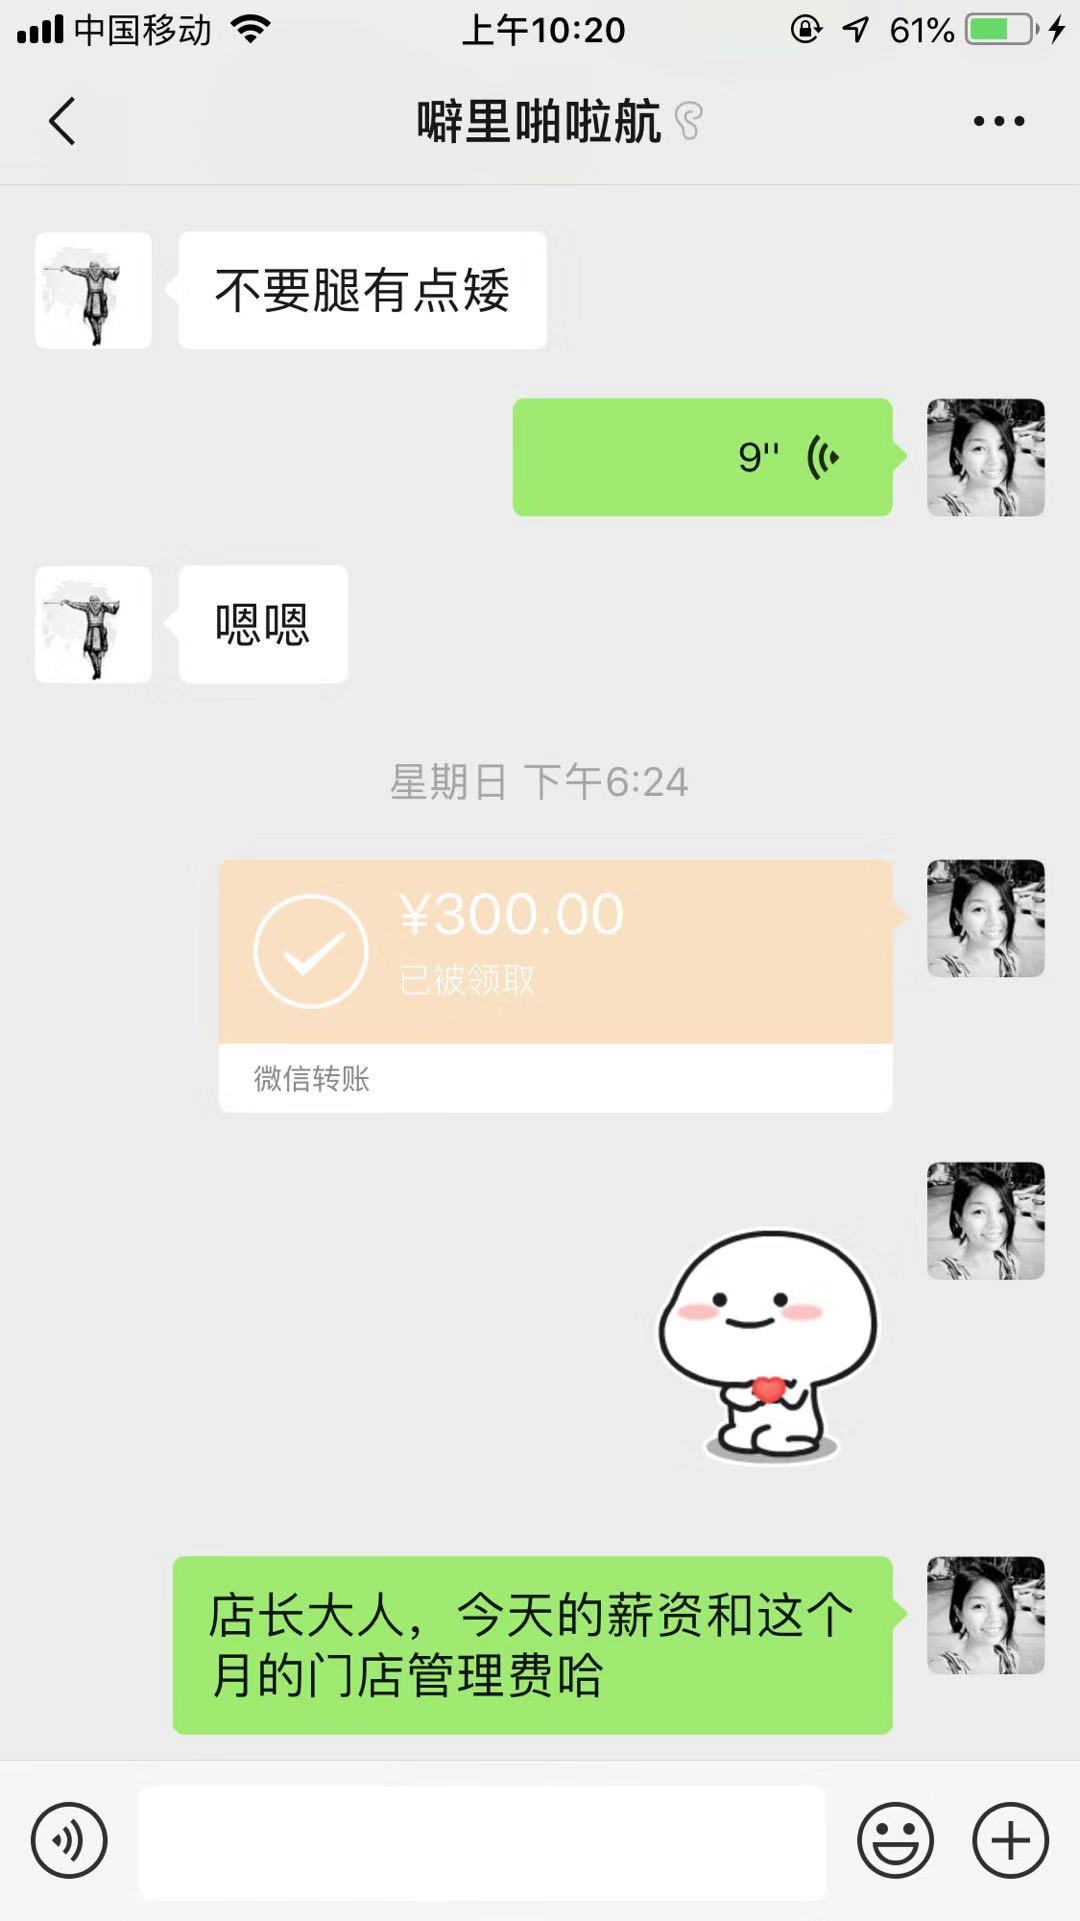 中国移动 上午10:20 61%
噼里啪啦航
不要腿有点矮
9''
嗯嗯
星期日 下午6:24
¥300.00
已被领取
微信转账
店长大人，今天的薪资和这个
月的门店管理费哈